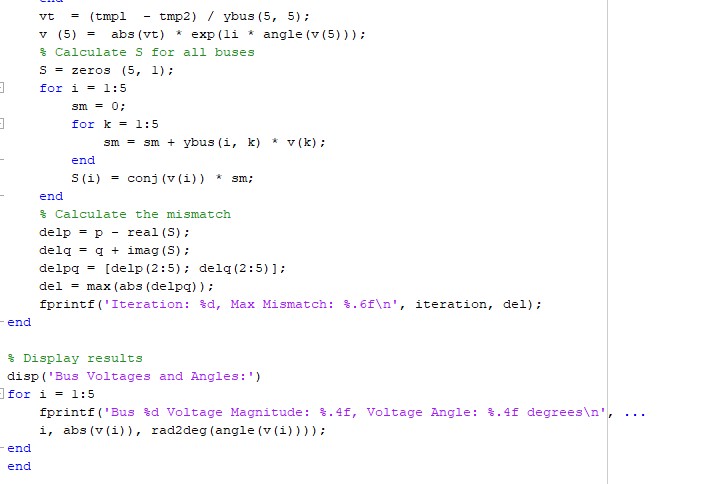 end
vt  = (tmp1  - tmp2) / ybus(5, 5);
v (5) =  abs(vt) * exp(1i * angle(v(5)));
% Calculate S for all buses
S = zeros (5, 1);
for i = 1:5
sm = 0;
for k = 1:5
sm = sm + ybus(i, k) * v(k);
end
S(i) = conj(v(i)) * sm;
end
% Calculate the mismatch
delp = p - real(S);
delq = q + imag(S);
delpq = [delp(2:5); delq(2:5)];
del = max(abs(delpq));
fprintf('Iteration: %d, Max Mismatch: %.6f\n', iteration, del);
end
% Display results
disp('Bus Voltages and Angles:')
for i = 1:5
fprintf('Bus %d Voltage Magnitude: %.4f, Voltage Angle: %.4f degrees\n', ...
i, abs(v(i)), rad2deg(angle(v(i))));
end
end